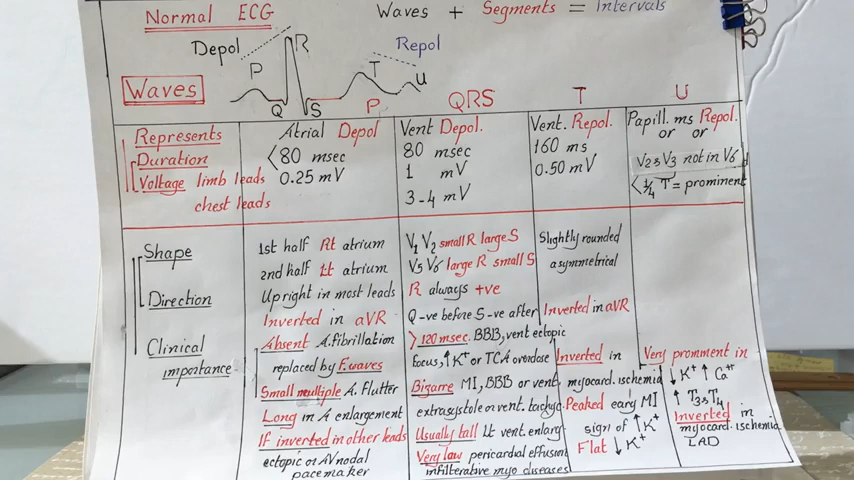 Normal ECG
Waves + Segments = Intervals
Depol
R
Repol
P
T
U
Q
S
Waves
P
QRS
T
U
Represents
Duration
Voltage limb leads
chest leads
Atrial Depol
<80 msec
0.25 mV
Vent Depol.
80 msec
1 mV
3-4 mV
Vent. Repol.
160 ms
0.50 mV
Papill. ms Repol.
or or
V2 & V3 not in V6
<1/4 T = prominent
Shape
Direction
Clinical
importance
1st half Rt atrium
2nd half Lt atrium
Upright in most leads
Inverted in aVR
Absent A.fibrillation
replaced by F.waves
Small multiple A. Flutter
Long in A enlargement
If inverted in other leads
ectopic or AV nodal
pacemaker
V1 V2 small R large S
V5 V6 large R small S
R always +ve
Q -ve before S -ve after
>120 msec. BBB, vent ectopic
focus, ↑K+ or TCA overdose
Bizarre MI, BBB or vent.
extrasystole or vent. tachyca
Usually tall Lt vent. enlarg.
Very low pericardial effusion
infilterative myo diseases
Slightly rounded
asymmetrical
Inverted in aVR
Inverted in
myocard. ischemia
Peaked eary MI
sign of ↑K+
Flat ↓K+
Very promment in
↓K+ ↑Ca++
↑T3 & T4
Inverted in
myocard. ischemia
LAD